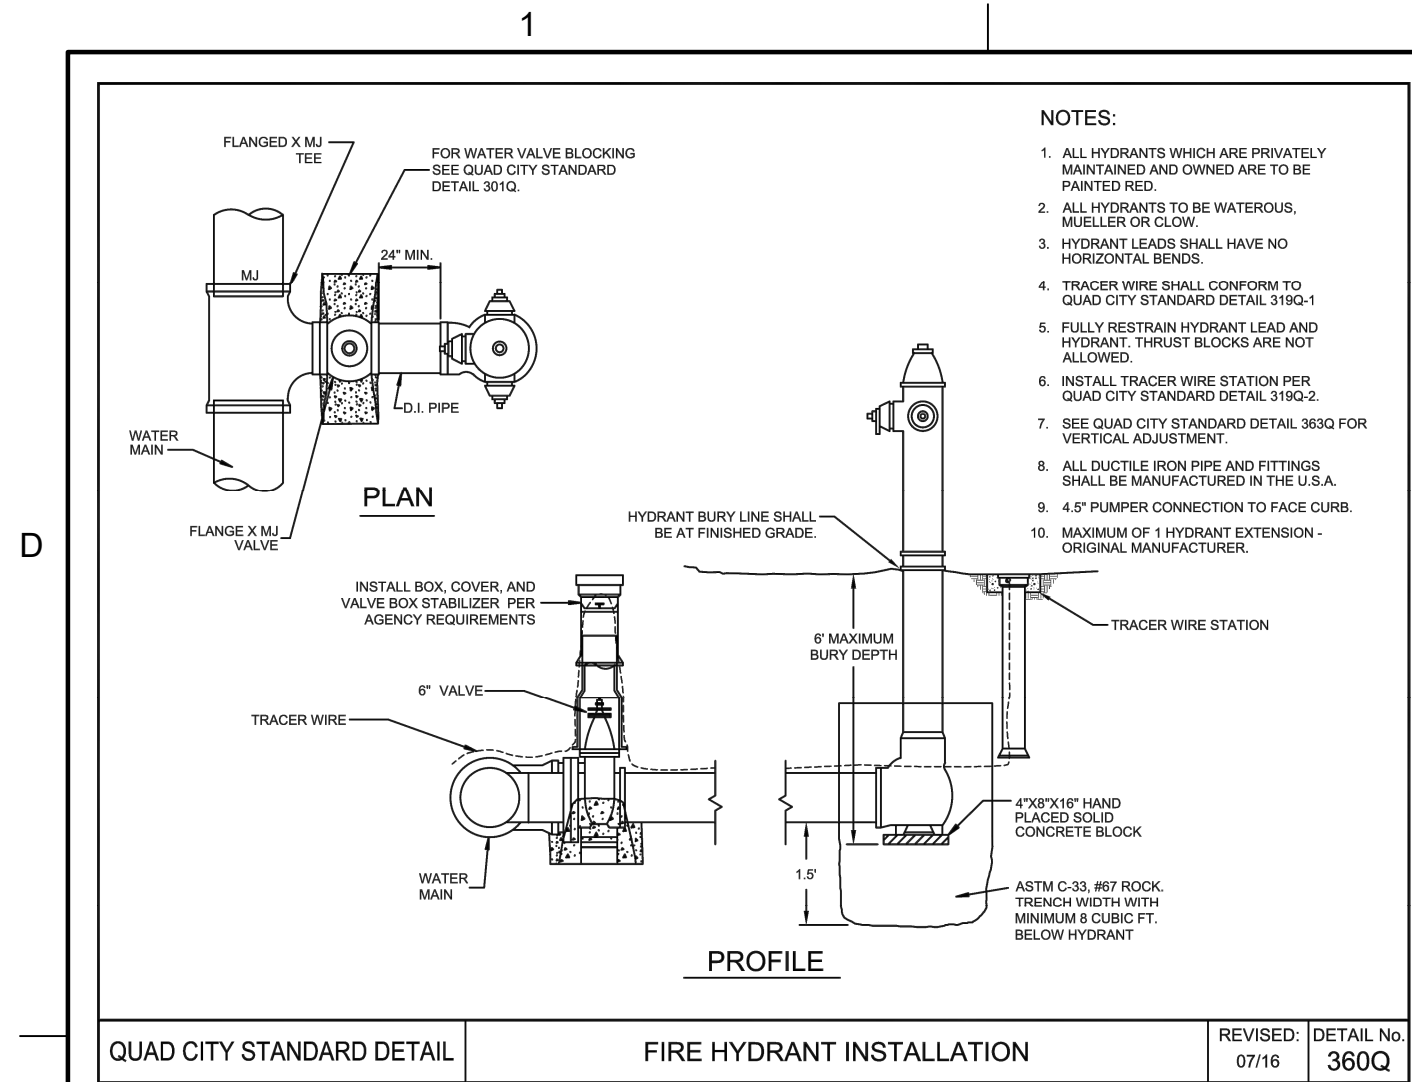 1
D
FLANGED X MJ
TEE
FOR WATER VALVE BLOCKING
SEE QUAD CITY STANDARD
DETAIL 301Q.
24" MIN.
MJ
D.I. PIPE
WATER
MAIN
PLAN
FLANGE X MJ
VALVE
NOTES:
1. ALL HYDRANTS WHICH ARE PRIVATELY
MAINTAINED AND OWNED ARE TO BE
PAINTED RED.
2. ALL HYDRANTS TO BE WATEROUS,
MUELLER OR CLOW.
3. HYDRANT LEADS SHALL HAVE NO
HORIZONTAL BENDS.
4. TRACER WIRE SHALL CONFORM TO
QUAD CITY STANDARD DETAIL 319Q-1
5. FULLY RESTRAIN HYDRANT LEAD AND
HYDRANT. THRUST BLOCKS ARE NOT
ALLOWED.
6. INSTALL TRACER WIRE STATION PER
QUAD CITY STANDARD DETAIL 319Q-2.
7. SEE QUAD CITY STANDARD DETAIL 363Q FOR
VERTICAL ADJUSTMENT.
8. ALL DUCTILE IRON PIPE AND FITTINGS
SHALL BE MANUFACTURED IN THE U.S.A.
9. 4.5" PUMPER CONNECTION TO FACE CURB.
10. MAXIMUM OF 1 HYDRANT EXTENSION -
ORIGINAL MANUFACTURER.
HYDRANT BURY LINE SHALL
BE AT FINISHED GRADE.
INSTALL BOX, COVER, AND
VALVE BOX STABILIZER PER
AGENCY REQUIREMENTS
6' MAXIMUM
BURY DEPTH
TRACER WIRE STATION
6" VALVE
TRACER WIRE
4"X8"X16" HAND
PLACED SOLID
CONCRETE BLOCK
WATER
MAIN
1.5'
ASTM C-33, #67 ROCK.
TRENCH WIDTH WITH
MINIMUM 8 CUBIC FT.
BELOW HYDRANT
PROFILE
QUAD CITY STANDARD DETAIL
FIRE HYDRANT INSTALLATION
REVISED:
07/16
DETAIL No.
360Q